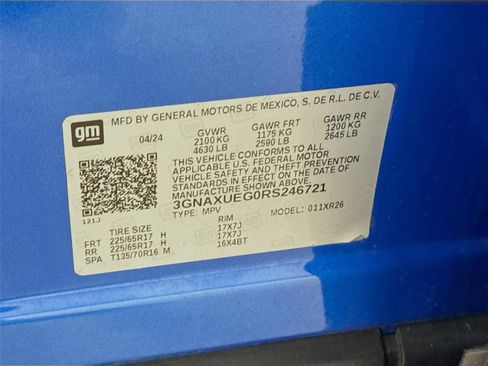 gm
MFD BY GENERAL MOTORS DE MEXICO, S. DE R.L. DE C.V.
04/24 GVWR GAWR FRT GAWR RR
2100 KG 1175 KG 1200 KG
4630 LB 2590 LB 2645 LB
THIS VEHICLE CONFORMS TO ALL
APPLICABLE U.S. FEDERAL MOTOR
VEHICLE SAFETY AND THEFT PREVENTION
STANDARDS IN EFFECT ON THE DATE OF
MANUFACTURE SHOWN ABOVE.
3GNAXUEG0RS246721
121J TYPE: MPV MODEL: 011XR26
TIRE SIZE RIM
FRT 225/65R17 H 17X7J
RR 225/65R17 H 17X7J
SPA T135/70R16 M 16X4BT